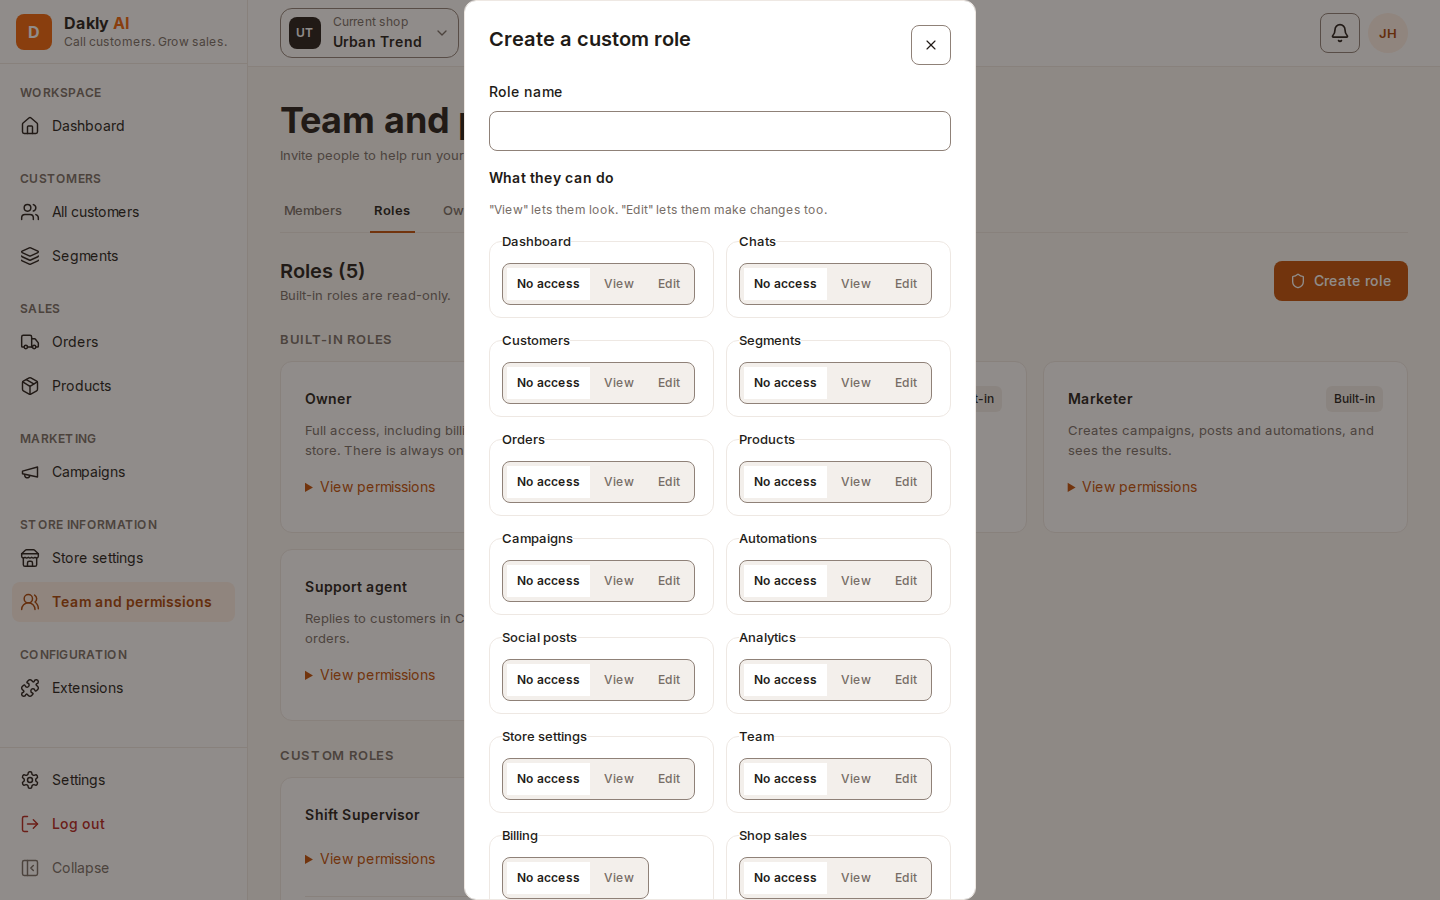 D
Dakly AI
Call customers. Grow sales.
WORKSPACE
Dashboard
CUSTOMERS
All customers
Segments
SALES
Orders
Products
MARKETING
Campaigns
STORE INFORMATION
Store settings
Team and permissions
CONFIGURATION
Extensions
Settings
Log out
Collapse
UT
Current shop
Urban Trend
JH
Team and
Invite people to help run your
Members
Roles
Roles (5)
Built-in roles are read-only.
Create role
BUILT-IN ROLES
Owner
Full access, including
store. There is always
View permissions
Marketer
Built-in
Creates campaigns, posts and automations, and
sees the results.
View permissions
Support agent
Replies to customers in
orders.
View permissions
CUSTOM ROLES
Shift Supervisor
View permissions
Create a custom role
Role name
What they can do
"View" lets them look. "Edit" lets them make changes too.
Dashboard
No access View Edit
Chats
No access View Edit
Customers
No access View Edit
Segments
No access View Edit
Orders
No access View Edit
Products
No access View Edit
Campaigns
No access View Edit
Automations
No access View Edit
Social posts
No access View Edit
Analytics
No access View Edit
Store settings
No access View Edit
Team
No access View Edit
Billing
No access View
Shop sales
No access View Edit